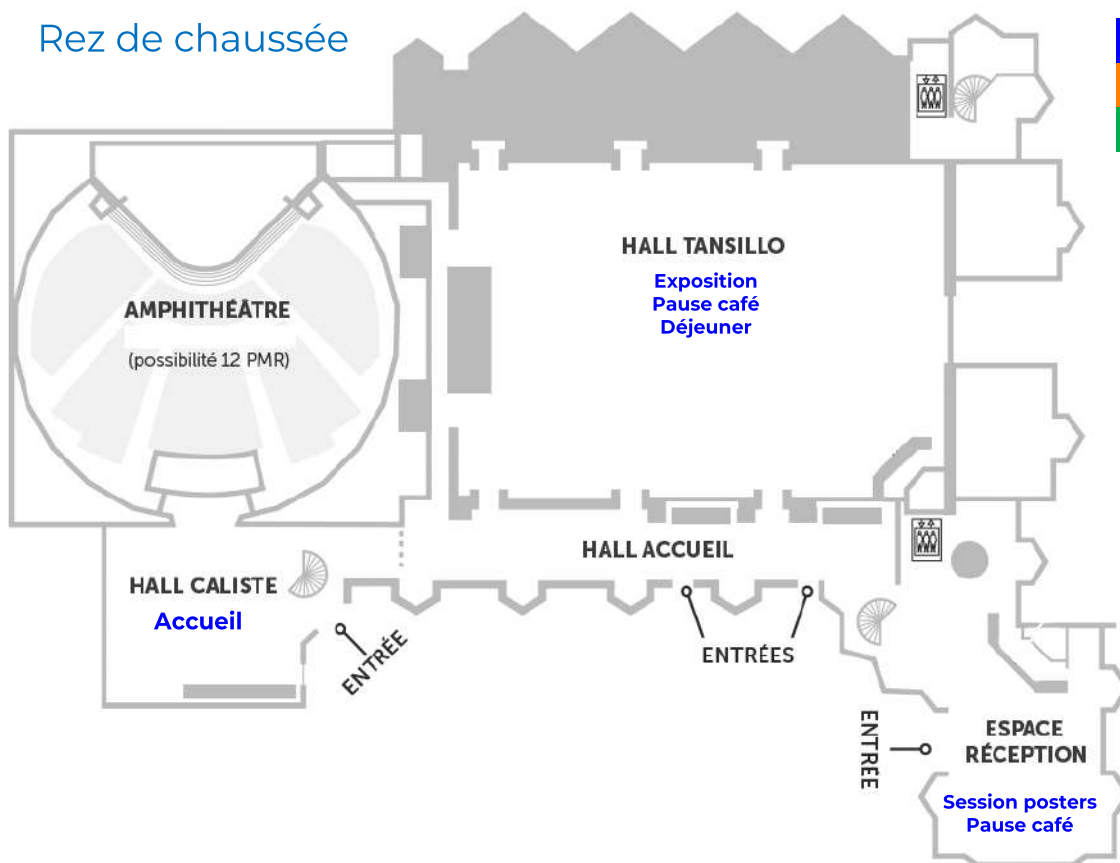 Rez de chaussée
HALL TANSILLO
Exposition
Pause café
Déjeuner
AMPHITHÉÂTRE
(possibilité 12 PMR)
HALL ACCUEIL
HALL CALISTE
Accueil
ENTRÉE
ENTRÉES
ENTRÉE
ESPACE
RÉCEPTION
Session posters
Pause café